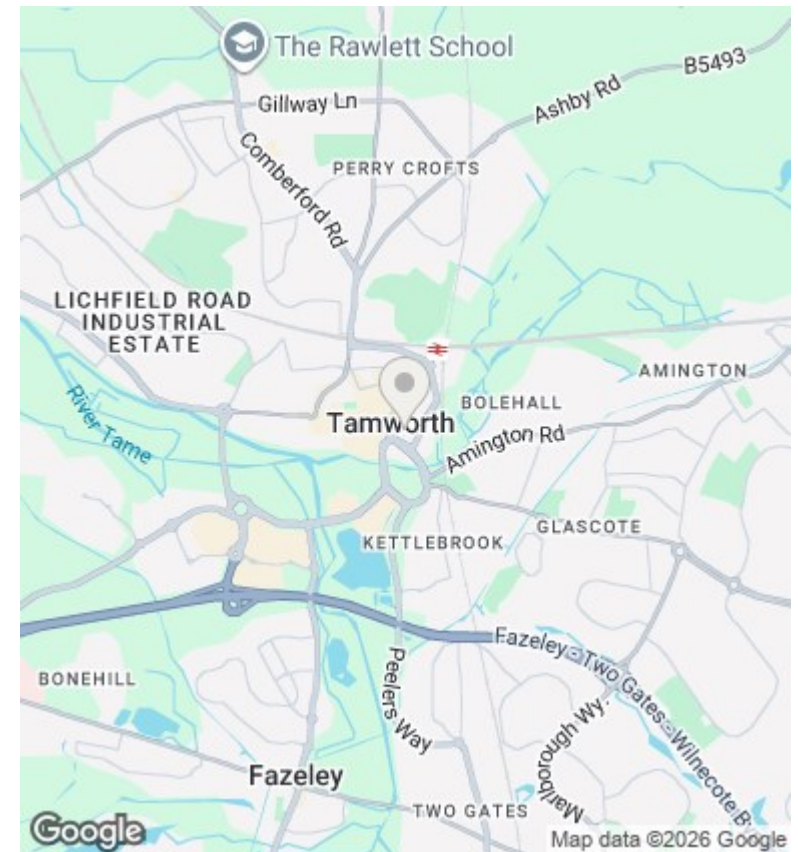 The Rawlett School
B5493
Ashby Rd
Gillway Ln
PERRY CROFTS
Comberford Rd
LICHFIELD ROAD
INDUSTRIAL
ESTATE
AMINGTON
BOLEHALL
River Tame
Tamworth
Amington Rd
GLASCOTE
KETTLEBROOK
Fazeley - Two Gates - Wilnecote B
BONEHILL
Peelers Way
Marlborough Wy.
Fazeley
TWO GATES
Google
Map data ©2026 Google